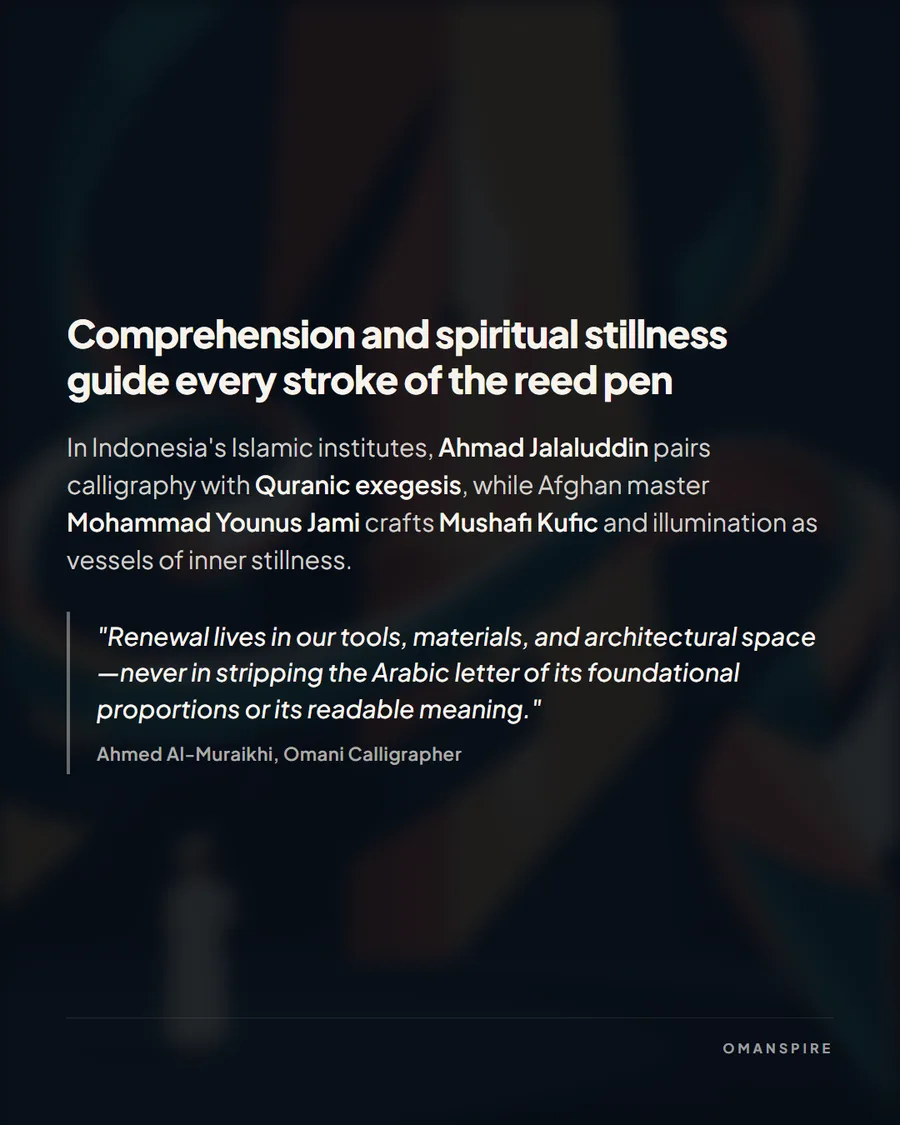 Comprehension and spiritual stillness
guide every stroke of the reed pen
In Indonesia's Islamic institutes, Ahmad Jalaluddin pairs
calligraphy with Quranic exegesis, while Afghan master
Mohammad Younus Jami crafts Mushafi Kufic and illumination as
vessels of inner stillness.
"Renewal lives in our tools, materials, and architectural space
—never in stripping the Arabic letter of its foundational
proportions or its readable meaning."
Ahmed Al-Muraikhi, Omani Calligrapher
OMANSPIRE